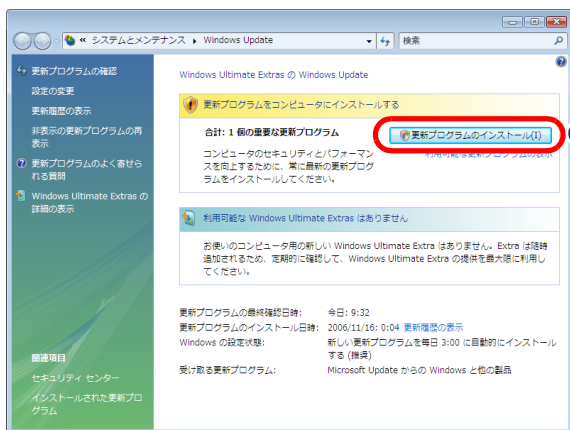 « システムとメンテナンス ▸ Windows Update
検索
更新プログラムの確認
設定の変更
更新履歴の表示
非表示の更新プログラムの再
表示
更新プログラムのよく寄せら
れる質問
Windows Ultimate Extras の
詳細の表示
関連項目
セキュリティ センター
インストールされた更新プロ
グラム
Windows Ultimate Extras の Windows Update
更新プログラムをコンピュータにインストールする
合計: 1 個の重要な更新プログラム
更新プログラムのインストール(I)
コンピュータのセキュリティとパフォーマン
スを向上するために、常に最新の更新プログ
ラムをインストールしてください。
利用可能な更新プログラムの表示
利用可能な Windows Ultimate Extras はありません
お使いのコンピュータ用の新しい Windows Ultimate Extra はありません。Extra は随時
追加されるため、定期的に確認して、Windows Ultimate Extra の提供を最大限に利用し
てください。
更新プログラムの最終確認日時: 今日: 9:32
更新プログラムのインストール日時: 2006/11/16: 0:04 更新履歴の表示
Windows の設定状態: 新しい更新プログラムを毎日 3:00 に自動的にインストール
する (推奨)
受け取る更新プログラム: Microsoft Update からの Windows と他の製品